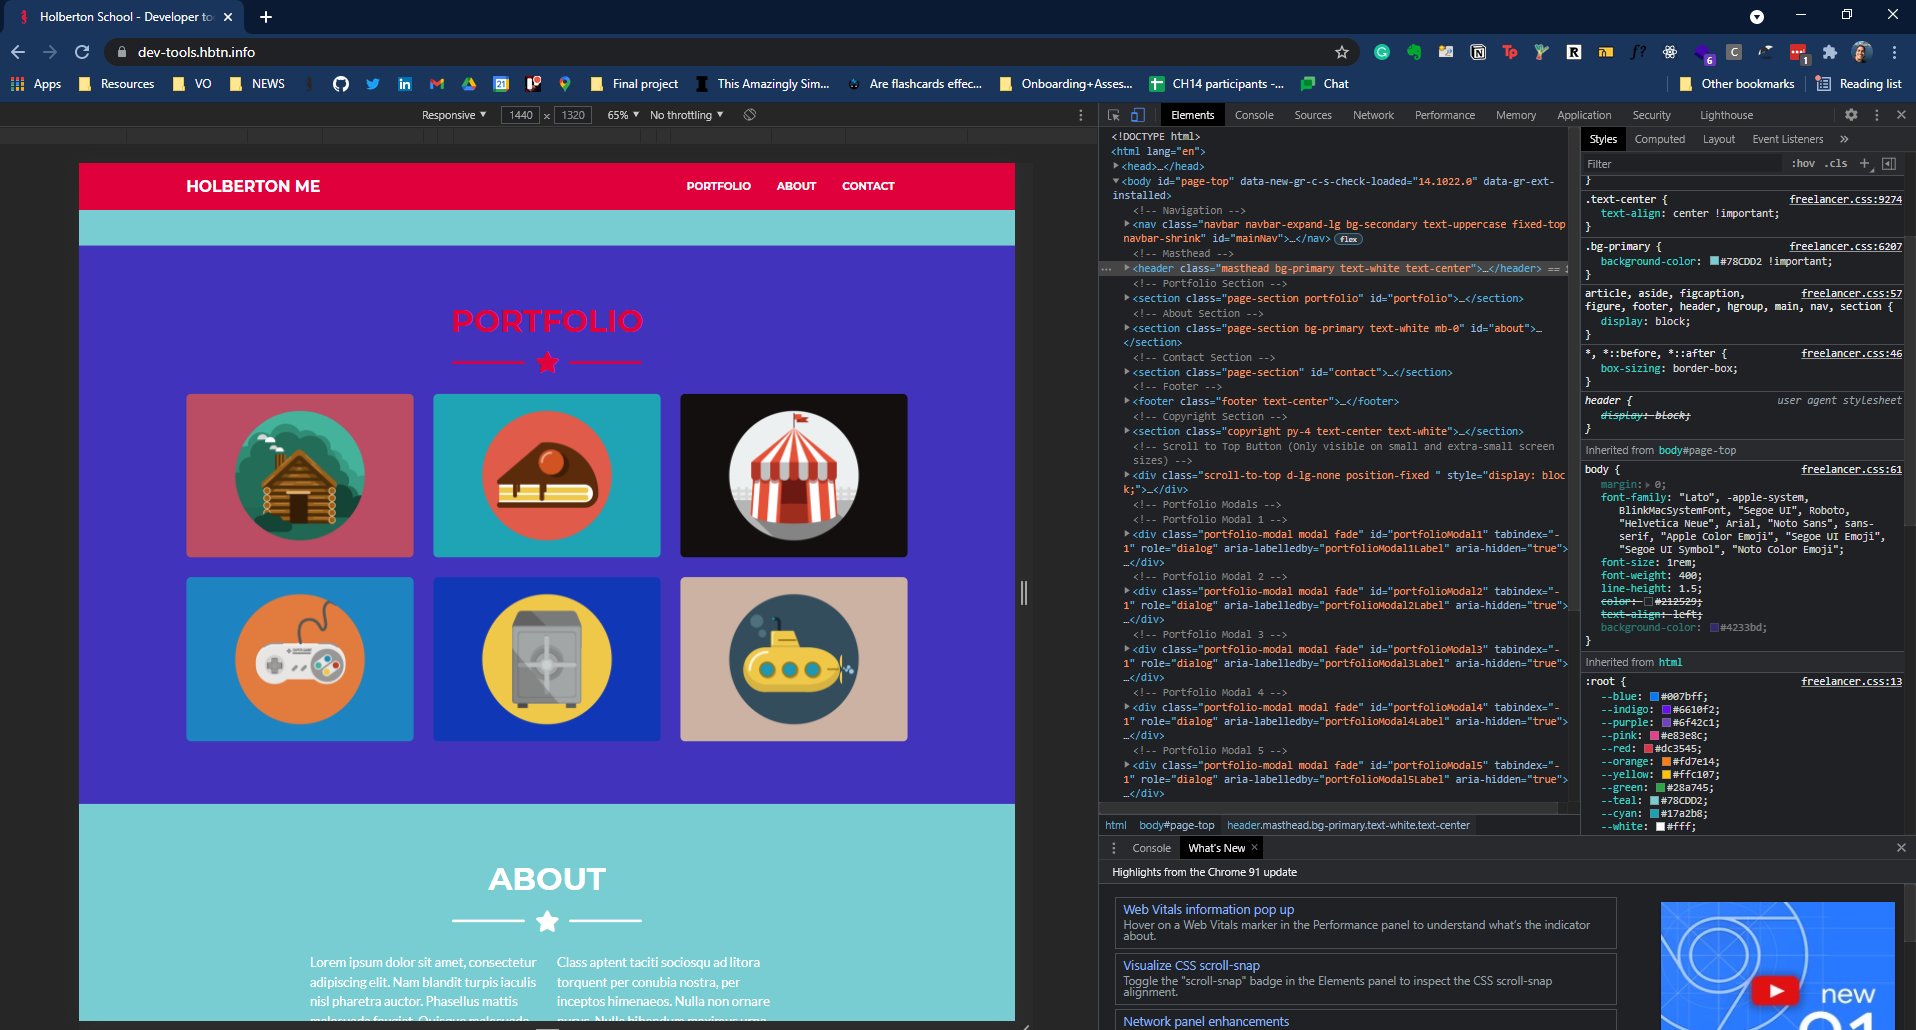 Holberton School - Developer to
dev-tools.hbtn.info
6
C
1
Apps
Resources
VO
NEWS
21
Final project
This Amazingly Sim...
Are flashcards effec...
Onboarding+Asses...
CH14 participants -...
Chat
Other bookmarks
Reading list
Responsive
1440 × 1320
65%
No throttling
HOLBERTON ME
PORTFOLIO
ABOUT
CONTACT
PORTFOLIO
ABOUT
Lorem ipsum dolor sit amet, consectetur
adipiscing elit. Nam blandit turpis iaculis
nisl pharetra auctor. Phasellus mattis
Class aptent taciti sociosqu ad litora
torquent per conubia nostra, per
inceptos himenaeos. Nulla non ornare
Elements
Console
Sources
Network
Performance
Memory
Application
Security
Lighthouse
<!DOCTYPE html>
<html lang="en">
<head>…</head>
<body id="page-top" data-new-gr-c-s-check-loaded="14.1022.0" data-gr-ext-
installed>
<!-- Navigation -->
<nav class="navbar navbar-expand-lg bg-secondary text-uppercase fixed-top
navbar-shrink" id="mainNav">…</nav> flex
<!-- Masthead -->
<header class="masthead bg-primary text-white text-center">…</header> ==
<!-- Portfolio Section -->
<section class="page-section portfolio" id="portfolio">…</section>
<!-- About Section -->
<section class="page-section bg-primary text-white mb-0" id="about">…
</section>
<!-- Contact Section -->
<section class="page-section" id="contact">…</section>
<!-- Footer -->
<footer class="footer text-center">…</footer>
<!-- Copyright Section -->
<section class="copyright py-4 text-center text-white">…</section>
<!-- Scroll to Top Button (Only visible on small and extra-small screen
sizes) -->
<div class="scroll-to-top d-lg-none position-fixed " style="display: bloc
k;">…</div>
<!-- Portfolio Modals -->
<!-- Portfolio Modal 1 -->
<div class="portfolio-modal modal fade" id="portfolioModal1" tabindex="-
1" role="dialog" aria-labelledby="portfolioModal1Label" aria-hidden="true">
…</div>
<!-- Portfolio Modal 2 -->
<div class="portfolio-modal modal fade" id="portfolioModal2" tabindex="-
1" role="dialog" aria-labelledby="portfolioModal2Label" aria-hidden="true">
…</div>
<!-- Portfolio Modal 3 -->
<div class="portfolio-modal modal fade" id="portfolioModal3" tabindex="-
1" role="dialog" aria-labelledby="portfolioModal3Label" aria-hidden="true">
…</div>
<!-- Portfolio Modal 4 -->
<div class="portfolio-modal modal fade" id="portfolioModal4" tabindex="-
1" role="dialog" aria-labelledby="portfolioModal4Label" aria-hidden="true">
…</div>
<!-- Portfolio Modal 5 -->
<div class="portfolio-modal modal fade" id="portfolioModal5" tabindex="-
1" role="dialog" aria-labelledby="portfolioModal5Label" aria-hidden="true">
…</div>
html
body#page-top
header.masthead.bg-primary.text-white.text-center
Styles
Computed
Layout
Event Listeners
Filter
:hov
.cls
}
.text-center { freelancer.css:9274
text-align: center !important;
}
.bg-primary { freelancer.css:6207
background-color: #78CDD2 !important;
}
article, aside, figcaption, freelancer.css:57
figure, footer, header, hgroup, main, nav, section {
display: block;
}
*, *::before, *::after { freelancer.css:46
box-sizing: border-box;
}
header { user agent stylesheet
display: block;
}
Inherited from body#page-top
body { freelancer.css:61
margin: 0;
font-family: "Lato", -apple-system,
BlinkMacSystemFont, "Segoe UI", Roboto,
"Helvetica Neue", Arial, "Noto Sans", sans-
serif, "Apple Color Emoji", "Segoe UI Emoji",
"Segoe UI Symbol", "Noto Color Emoji";
font-size: 1rem;
font-weight: 400;
line-height: 1.5;
color: #212529;
text-align: left;
background-color: #4233bd;
}
Inherited from html
:root { freelancer.css:13
--blue: #007bff;
--indigo: #6610f2;
--purple: #6f42c1;
--pink: #e83e8c;
--red: #dc3545;
--orange: #fd7e14;
--yellow: #ffc107;
--green: #28a745;
--teal: #78CDD2;
--cyan: #17a2b8;
--white: #fff;
Console
What's New
Highlights from the Chrome 91 update
Web Vitals information pop up
Hover on a Web Vitals marker in the Performance panel to understand what's the indicator
about.
Visualize CSS scroll-snap
Toggle the "scroll-snap" badge in the Elements panel to inspect the CSS scroll-snap
alignment.
Network panel enhancements
new
91